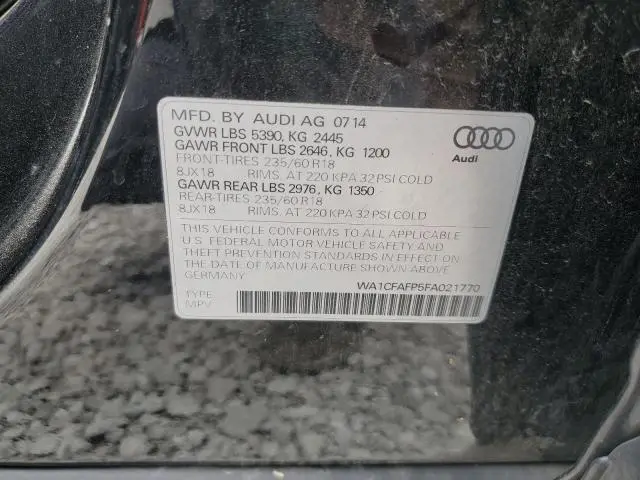 MFD. BY AUDI AG 0714
GVWR LBS 5390, KG 2445
GAWR FRONT LBS 2646, KG 1200
FRONT-TIRES 235/60 R18
8JX18 RIMS. AT 220 KPA 32 PSI COLD
GAWR REAR LBS 2976, KG 1350
REAR-TIRES 235/60 R18
8JX18 RIMS. AT 220 KPA 32 PSI COLD
Audi
THIS VEHICLE CONFORMS TO ALL APPLICABLE
U.S. FEDERAL MOTOR VEHICLE SAFETY AND
THEFT PREVENTION STANDARDS IN EFFECT ON
THE DATE OF MANUFACTURE SHOWN ABOVE.
GERMANY
WA1CFAFP5FA021770
TYPE
MPV